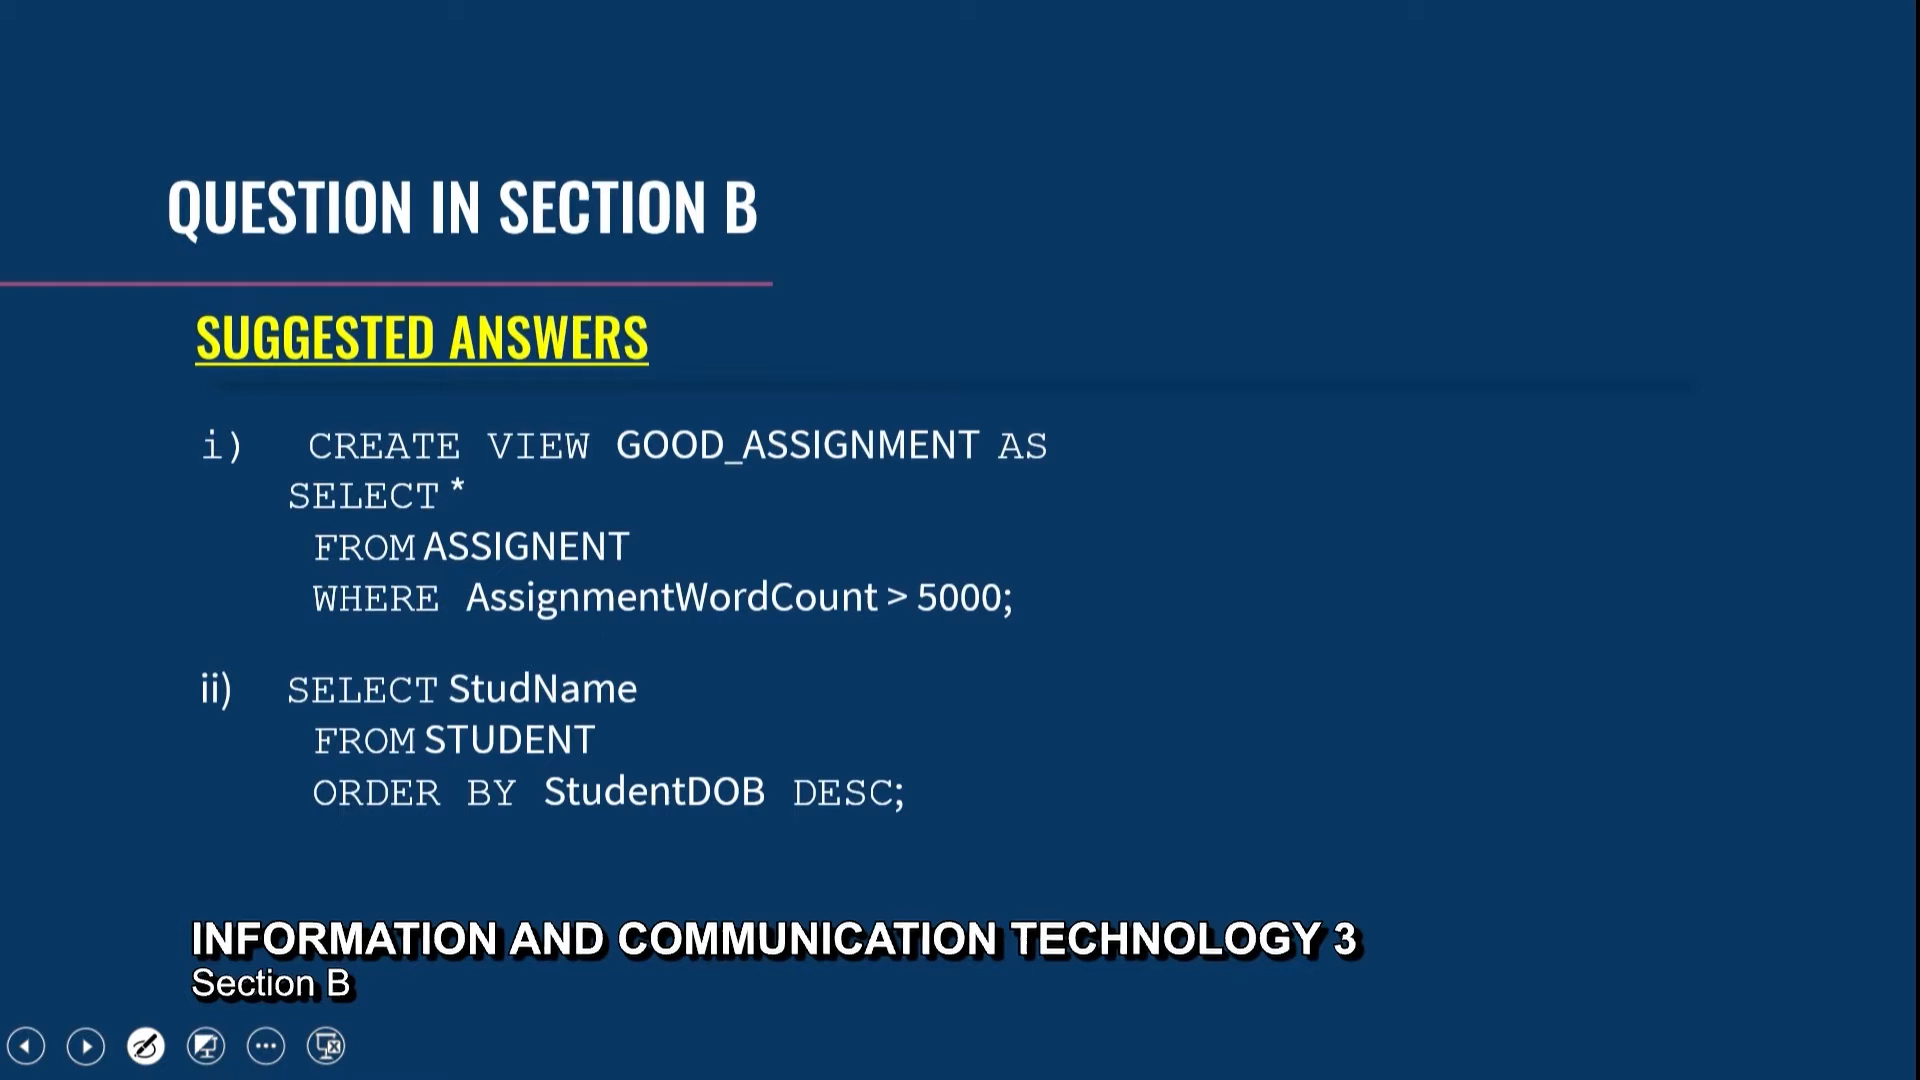 QUESTION IN SECTION B
SUGGESTED ANSWERS
i) CREATE VIEW GOOD_ASSIGNMENT AS
SELECT *
FROM ASSIGNENT
WHERE AssignmentWordCount > 5000;
ii) SELECT StudName
FROM STUDENT
ORDER BY StudentDOB DESC;
INFORMATION AND COMMUNICATION TECHNOLOGY 3
Section B